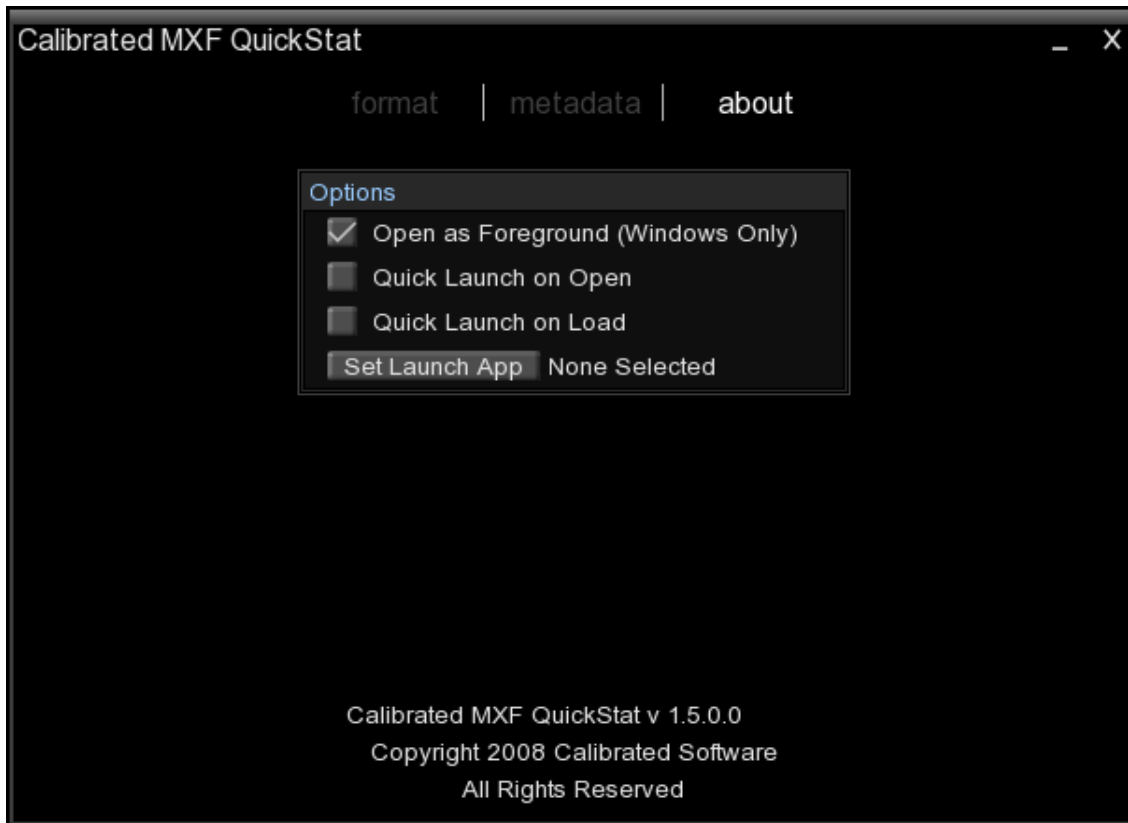 Calibrated MXF QuickStat
format | metadata | about
Options
Open as Foreground (Windows Only)
Quick Launch on Open
Quick Launch on Load
Set Launch App None Selected
Calibrated MXF QuickStat v 1.5.0.0
Copyright 2008 Calibrated Software
All Rights Reserved